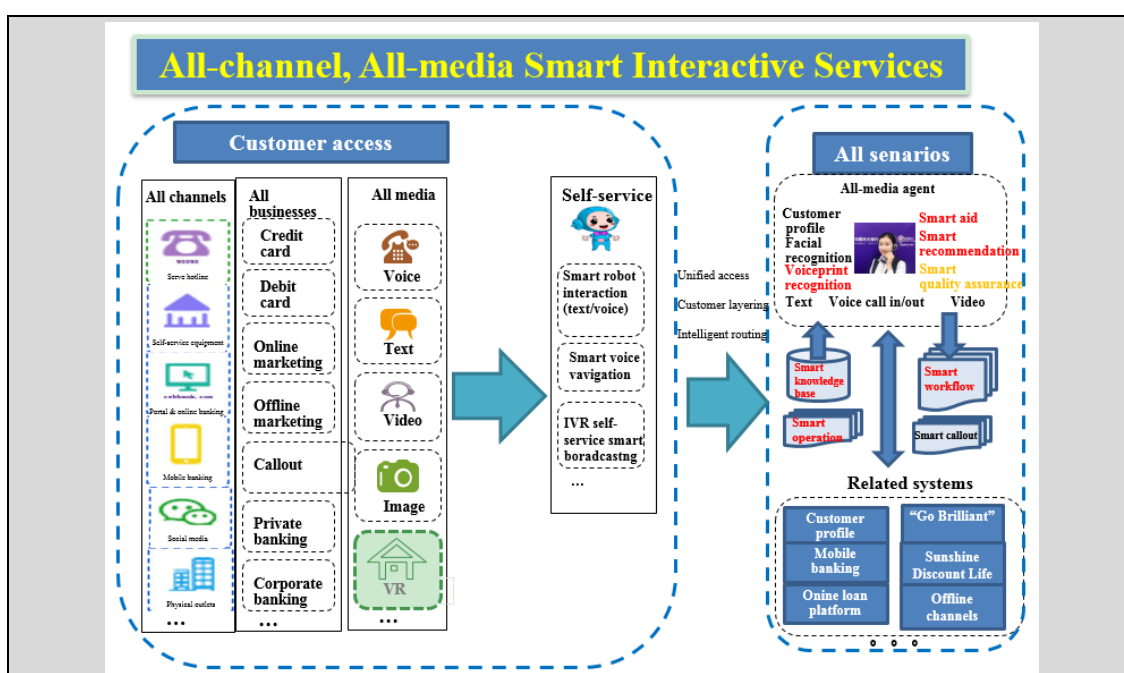 All-channel, All-media Smart Interactive Services
Customer access
All channels
Serve hotline
Self-service equipment
cebbank.com
Portal & online banking
Mobile banking
Social media
Physical outlets
...
All
businesses
Credit
card
Debit
card
Online
marketing
Offline
marketing
Callout
Private
banking
Corporate
banking
...
All media
Voice
Text
Video
Image
VR
...
Self-service
Smart robot
interaction
(text/voice)
Smart voice
vavigation
IVR self-
service smart
boradcastng
...
Unified access
Customer layering
Intelligent routing
All senarios
All-media agent
Customer
profile
Facial
recognition
Voiceprint
recognition
Smart aid
Smart
recommendation
Smart
quality assurance
Text
Voice call in/out
Video
Smart
knowledge
base
Smart
operation
Smart
workflow
Smart callout
Related systems
Customer
profile
Mobile
banking
Onine loan
platform
“Go Brilliant”
Sunshine
Discount Life
Offline
channels